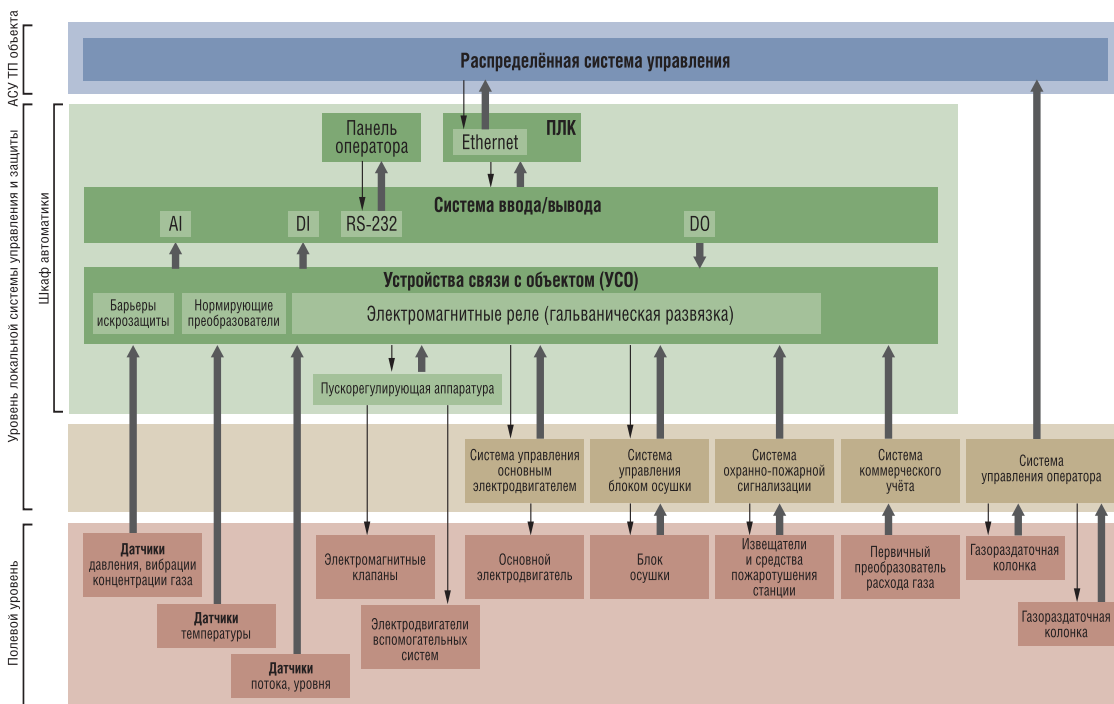 АСУ ТП объекта
Распределённая система управления
Уровень локальной системы управления и защиты
Шкаф автоматики
Панель
оператора
ПЛК
Ethernet
Система ввода/вывода
AI
DI
RS-232
DO
Устройства связи с объектом (УСО)
Барьеры
искрозащиты
Нормирующие
преобразователи
Электромагнитные реле (гальваническая развязка)
Пускорегулирующая аппаратура
Система управления
основным
электродвигателем
Система
управления
блоком осушки
Система
охранно-пожарной
сигнализации
Система
коммерческого
учёта
Система
управления оператора
Полевой уровень
Датчики
давления, вибрации
концентрации газа
Датчики
температуры
Датчики
потока, уровня
Электромагнитные
клапаны
Электродвигатели
вспомогательных
систем
Основной
электродвигатель
Блок
осушки
Извещатели
и средства
пожаротушения
станции
Первичный
преобразователь
расхода газа
Газораздаточная
колонка
Газораздаточная
колонка